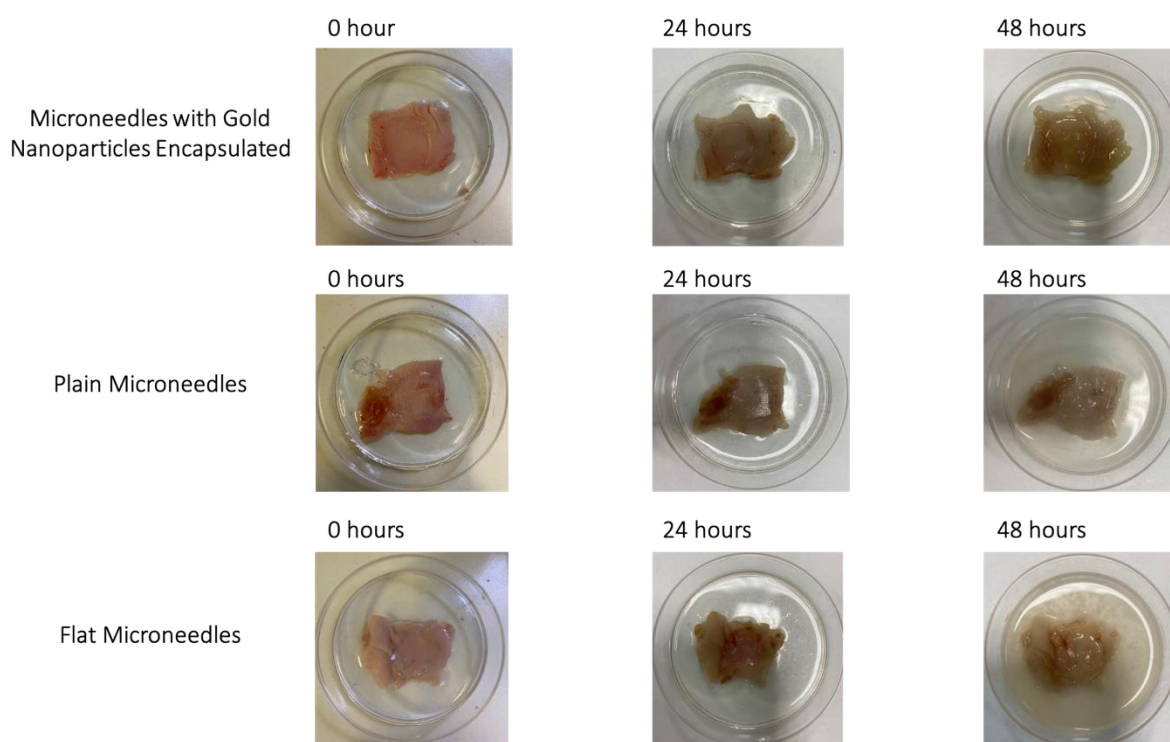 0 hour
24 hours
48 hours
Microneedles with Gold
Nanoparticles Encapsulated
0 hours
24 hours
48 hours
Plain Microneedles
0 hours
24 hours
48 hours
Flat Microneedles